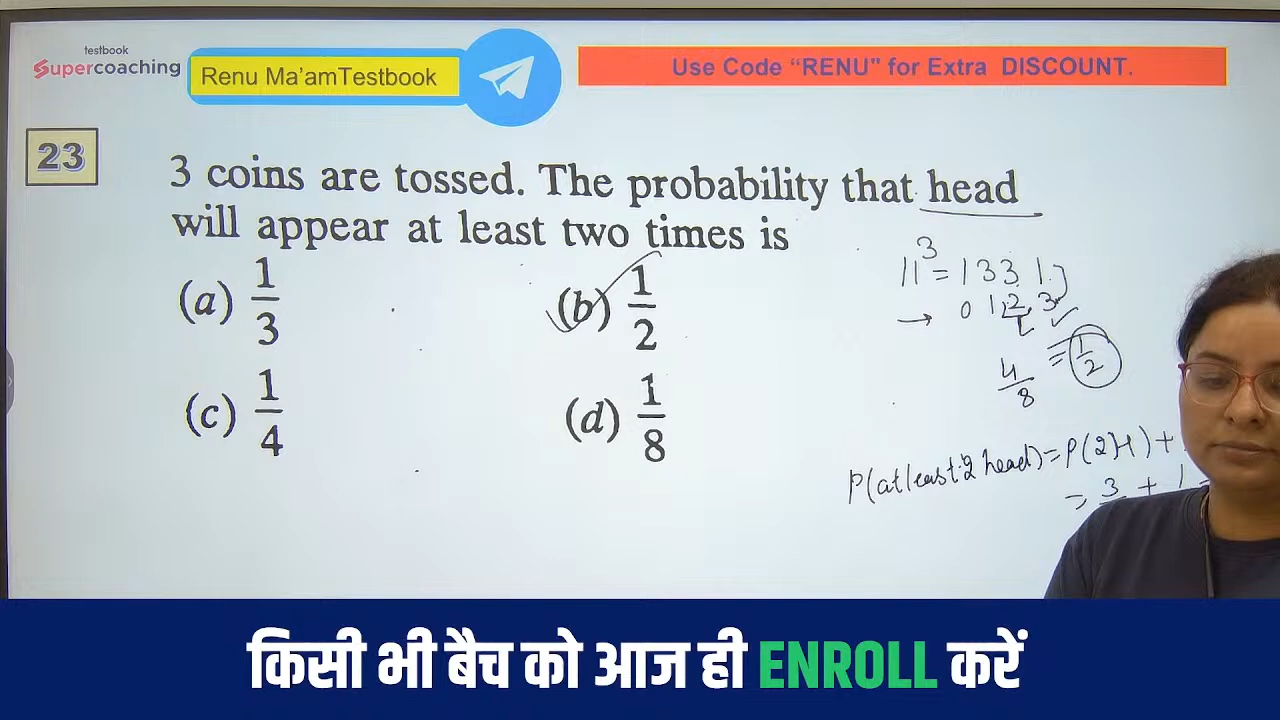 testbook
Supercoaching
Renu Ma'amTestbook
Use Code “RENU" for Extra DISCOUNT.
23
3 coins are tossed. The probability that head
will appear at least two times is
(a) 1/3
(b) 1/2
(c) 1/4
(d) 1/8
11³ = 1 3 3 1
→ 0 1, 2, 3
4/8 = 1/2
P(at least 2 head) = P(2H) +
= 3 + 1
किसी भी बैच को आज ही ENROLL करें